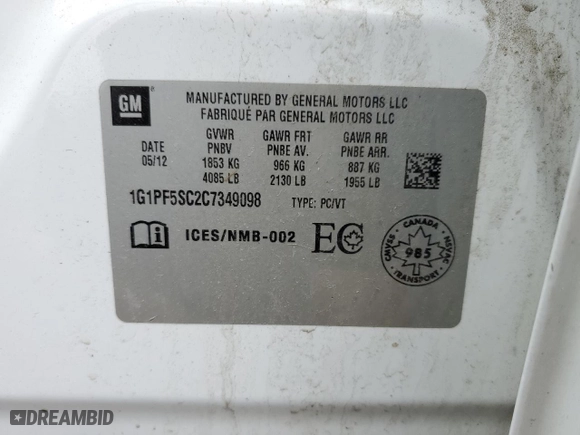 GM
MANUFACTURED BY GENERAL MOTORS LLC
FABRIQUÉ PAR GENERAL MOTORS LLC
GVWR GAWR FRT GAWR RR
DATE PNBV PNBE AV. PNBE ARR.
05/12 1853 KG 966 KG 887 KG
4085 LB 2130 LB 1955 LB
1G1PF5SC2C7349098 TYPE: PC/VT
ICES/NMB-002 EC
CANADA
CMVSS NSVAC
985
TRANSPORT
DREAMBID